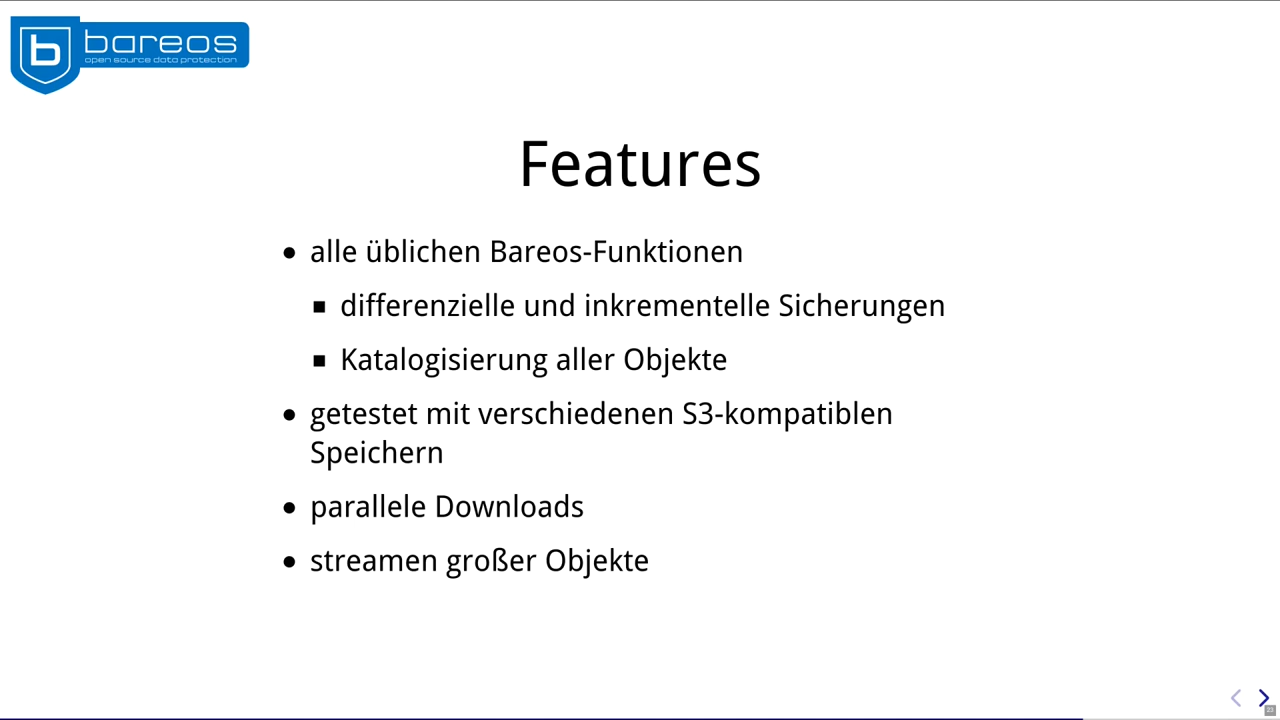 bareos
open source data protection
Features
• alle üblichen Bareos-Funktionen
▪ differenzielle und inkrementelle Sicherungen
▪ Katalogisierung aller Objekte
• getestet mit verschiedenen S3-kompatiblen
Speichern
• parallele Downloads
• streamen großer Objekte